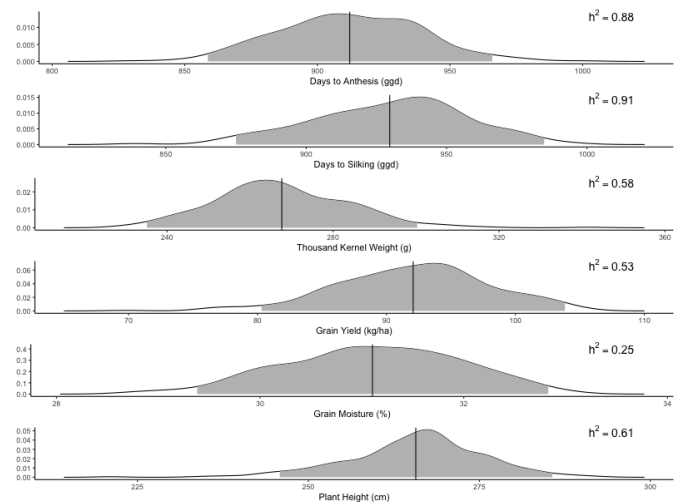 h² = 0.88
0.010
0.005
0.000
600 850 900 950 1000
Days to Anthesis (ggd)
h² = 0.91
0.015
0.010
0.005
0.000
850 900 950 1000
Days to Silking (ggd)
h² = 0.58
0.02
0.01
0.00
240 280 320 360
Thousand Kernel Weight (g)
h² = 0.53
0.06
0.04
0.02
0.00
70 80 90 100 110
Grain Yield (kg/ha)
h² = 0.25
0.4
0.3
0.2
0.1
0.0
28 30 32 34
Grain Moisture (%)
h² = 0.61
0.05
0.04
0.03
0.02
0.01
0.00
225 250 275 300
Plant Height (cm)